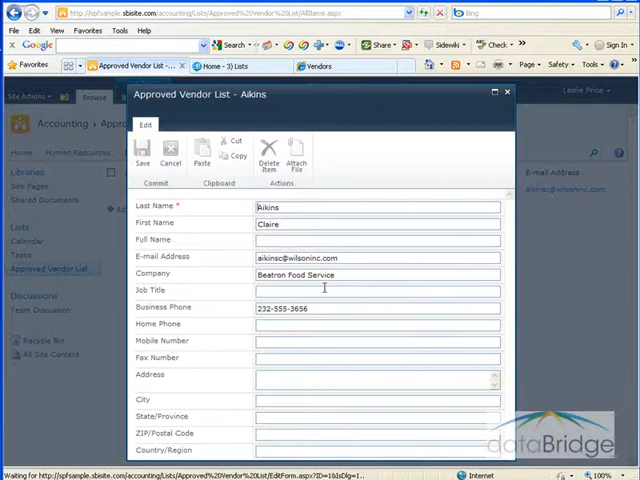 http://spfsample.sbisite.com/accounting/Lists/Approved%20Vendor%20List/AllItems.aspx
Bing
File Edit View Favorites Tools Help
Google Search Share Sidewiki Check Sign In
Favorites Approved Vendor List - ... Home - 3) Lists Vendors Page Safety Tools
Site Actions Browse Leslie Price
Approved Vendor List - Aikins
Edit
Save Cancel Paste Cut Copy Delete Item Attach File
Commit Clipboard Actions
Accounting
Home Human Resources
Libraries
Site Pages
Shared Documents
Lists
Calendar
Tasks
Approved Vendor List
Discussions
Team Discussion
Recycle Bin
All Site Content
E-mail Address
aikinsc@wilsoninc.com
Last Name * Aikins
First Name Claire
Full Name
E-mail Address aikinsc@wilsoninc.com
Company Beatron Food Service
Job Title
Business Phone 232-555-3656
Home Phone
Mobile Number
Fax Number
Address
City
State/Province
ZIP/Postal Code
Country/Region
dataBridge
Waiting for http://spfsample.sbisite.com/accounting/Lists/Approved%20Vendor%20List/EditForm.aspx?ID=1&IsDlg=1... Internet 100%